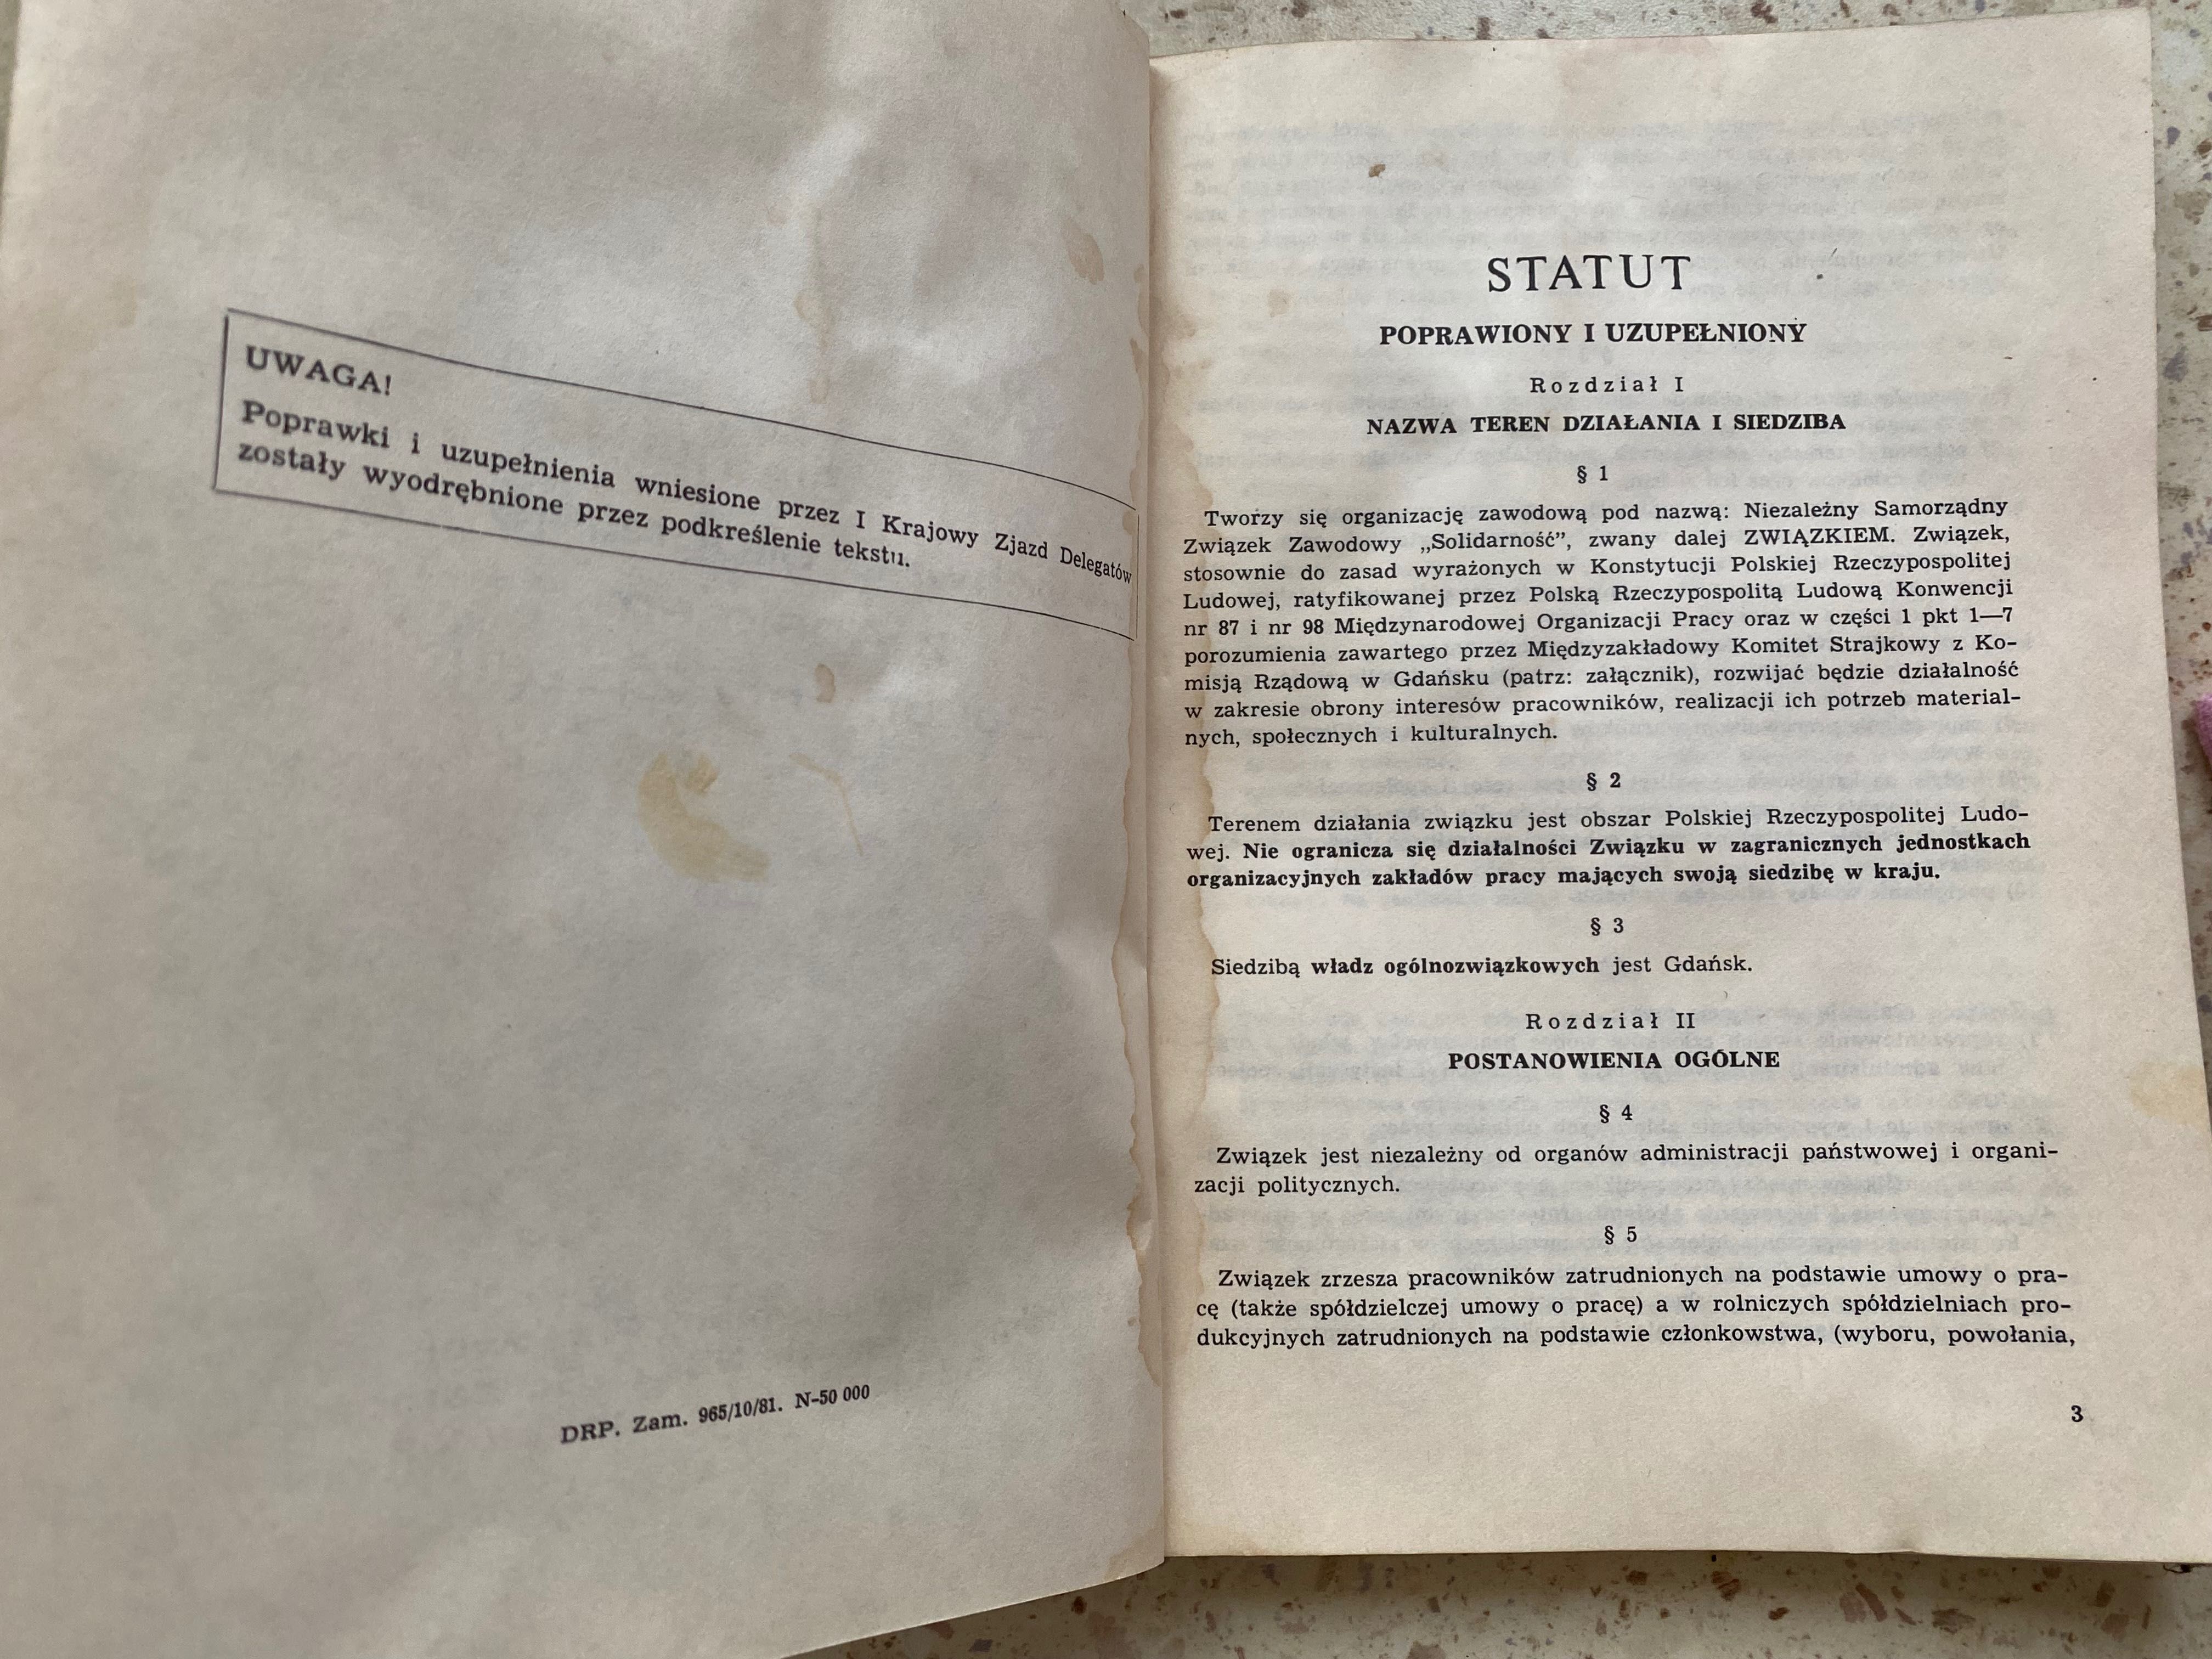 UWAGA!
Poprawki i uzupełnienia wniesione przez I Krajowy Zjazd Delegatów
zostały wyodrębnione przez podkreślenie tekstu.
DRP. Zam. 965/10/81. N-50 000
STATUT
POPRAWIONY I UZUPEŁNIONY
Rozdział I
NAZWA TEREN DZIAŁANIA I SIEDZIBA
§ 1
Tworzy się organizację zawodową pod nazwą: Niezależny Samorządny
Związek Zawodowy „Solidarność”, zwany dalej ZWIĄZKIEM. Związek,
stosownie do zasad wyrażonych w Konstytucji Polskiej Rzeczypospolitej
Ludowej, ratyfikowanej przez Polską Rzeczypospolitą Ludową Konwencji
nr 87 i nr 98 Międzynarodowej Organizacji Pracy oraz w części 1 pkt 1—7
porozumienia zawartego przez Międzyzakładowy Komitet Strajkowy z Ko-
misją Rządową w Gdańsku (patrz: załącznik), rozwijać będzie działalność
w zakresie obrony interesów pracowników, realizacji ich potrzeb material-
nych, społecznych i kulturalnych.
§ 2
Terenem działania związku jest obszar Polskiej Rzeczypospolitej Ludo-
wej. Nie ogranicza się działalności Związku w zagranicznych jednostkach
organizacyjnych zakładów pracy mających swoją siedzibę w kraju.
§ 3
Siedzibą władz ogólnozwiązkowych jest Gdańsk.
Rozdział II
POSTANOWIENIA OGÓLNE
§ 4
Związek jest niezależny od organów administracji państwowej i organi-
zacji politycznych.
§ 5
Związek zrzesza pracowników zatrudnionych na podstawie umowy o pra-
cę (także spółdzielczej umowy o pracę) a w rolniczych spółdzielniach pro-
dukcyjnych zatrudnionych na podstawie członkowstwa, (wyboru, powołania,
3